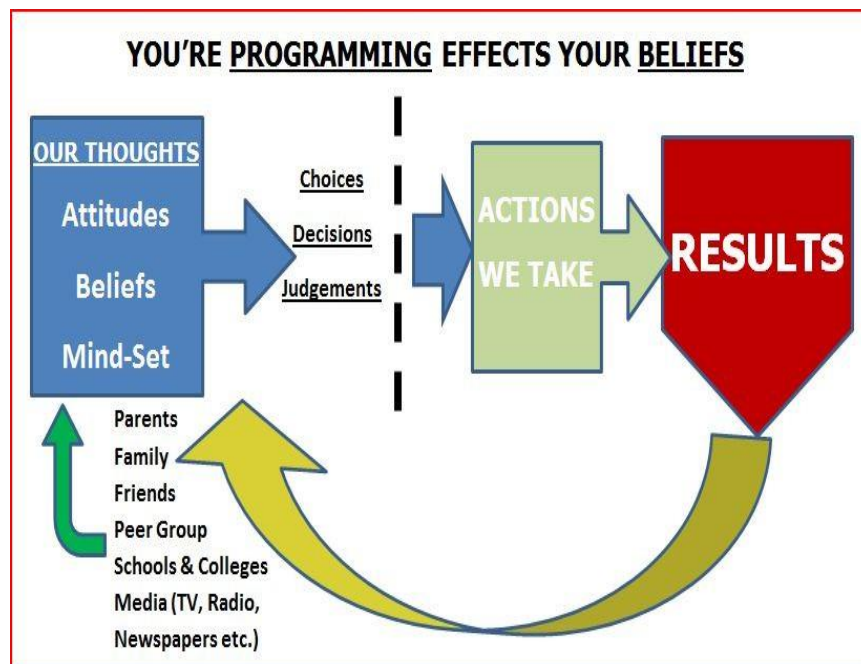 YOU'RE PROGRAMMING EFFECTS YOUR BELIEFS
OUR THOUGHTS
Attitudes
Beliefs
Mind-Set
Choices
Decisions
Judgements
ACTIONS
WE TAKE
RESULTS
Parents
Family
Friends
Peer Group
Schools & Colleges
Media (TV, Radio,
Newspapers etc.)